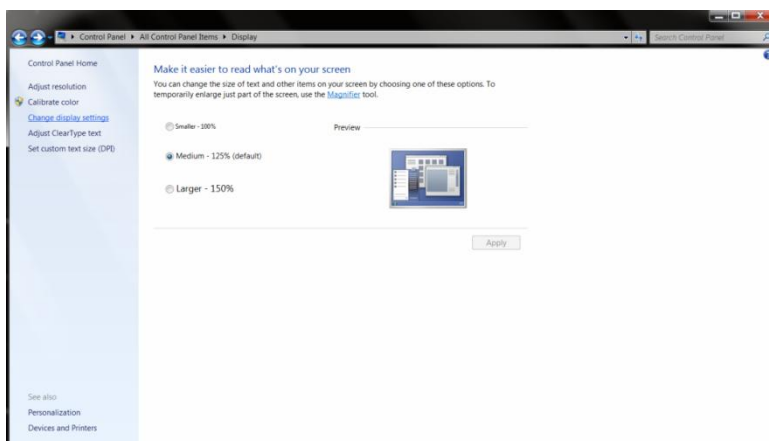 Control Panel ▸ All Control Panel Items ▸ Display
Search Control Panel
Control Panel Home
Adjust resolution
Calibrate color
Change display settings
Adjust ClearType text
Set custom text size (DPI)
See also
Personalization
Devices and Printers
Make it easier to read what's on your screen
You can change the size of text and other items on your screen by choosing one of these options. To
temporarily enlarge just part of the screen, use the Magnifier tool.
Smaller - 100%
Preview
Medium - 125% (default)
Larger - 150%
Apply